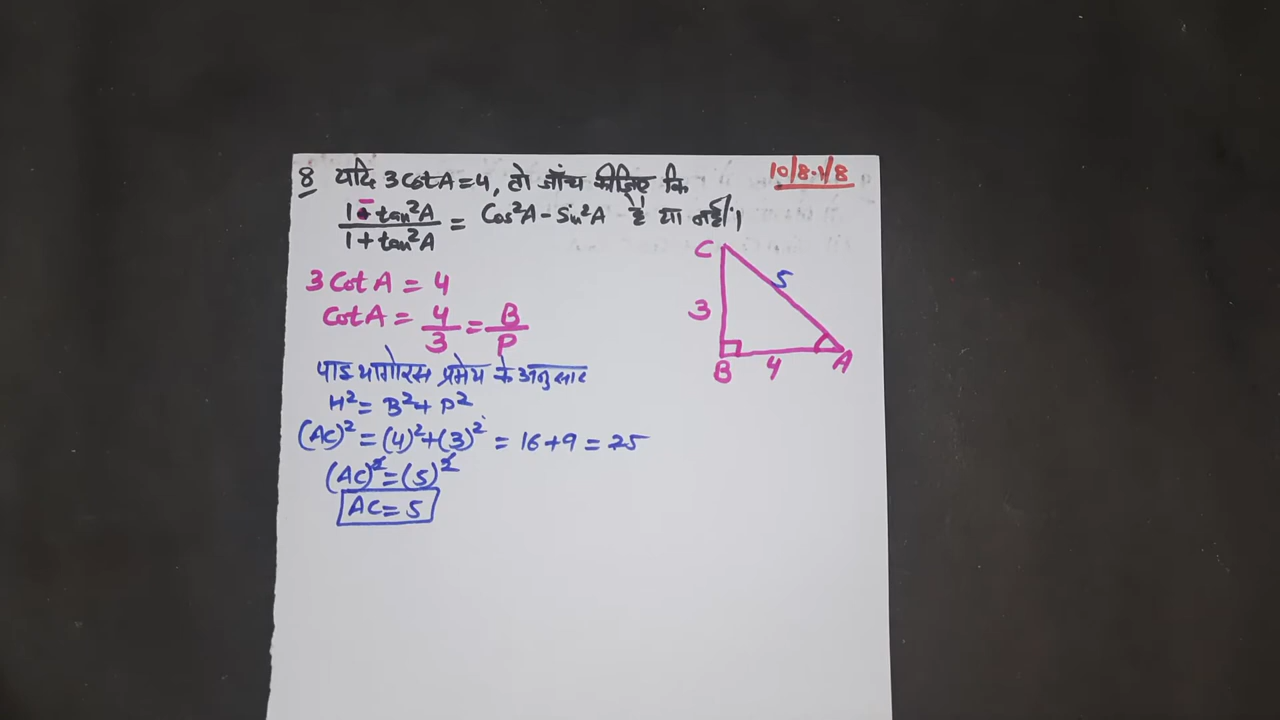 8 यदि 3 Cot A = 4, तो जाँच कीजिए कि
10/8.1/8
1 - tan²A / 1 + tan²A = Cos²A - Sin²A है या नहीं।
3 Cot A = 4
Cot A = 4/3 = B/P
पाइथागोरस प्रमेय के अनुसार
H² = B² + P²
(AC)² = (4)² + (3)² = 16 + 9 = 25
(AC)² = (5)²
AC = 5
C
5
3
B
4
A